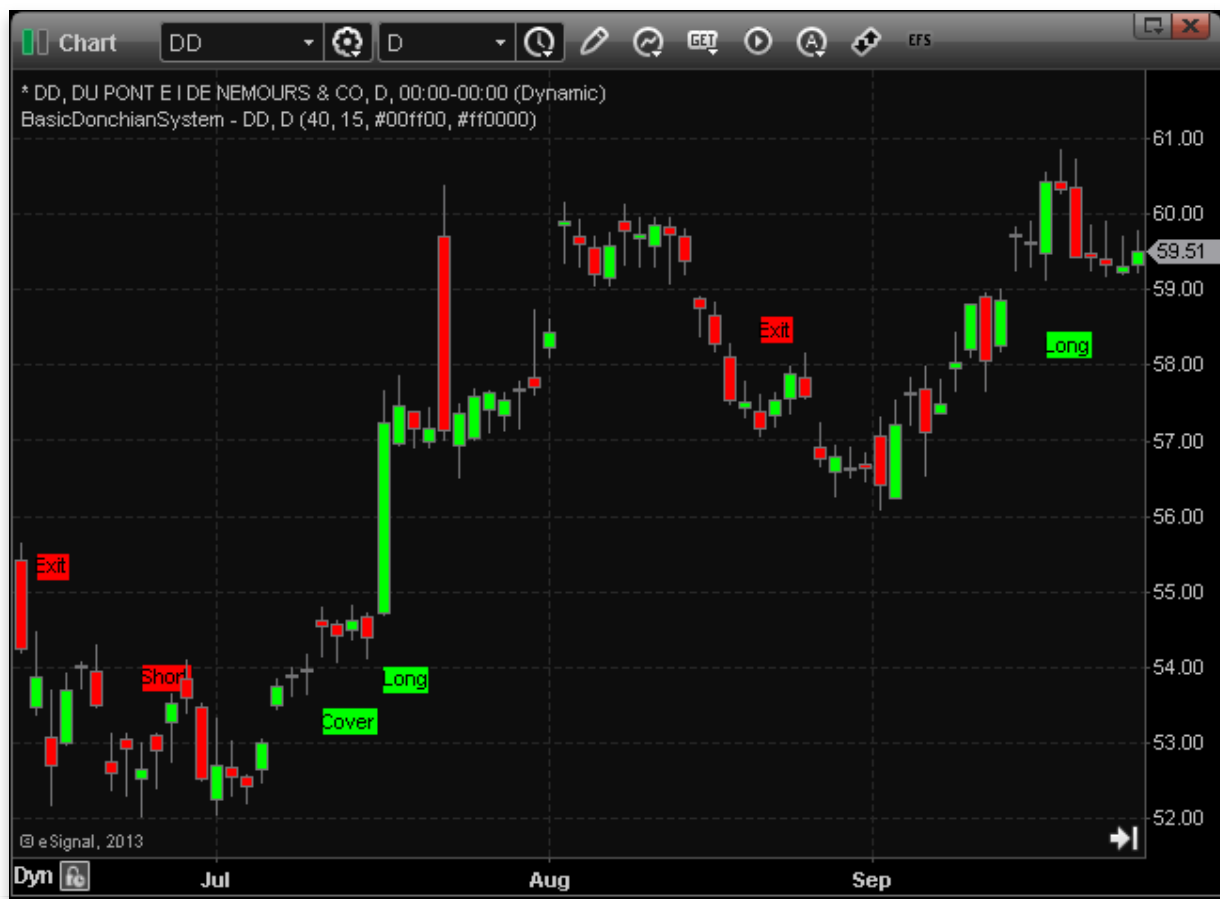 Chart DD D GET A EFS
* DD, DU PONT E I DE NEMOURS & CO, D, 00:00-00:00 (Dynamic)
BasicDonchianSystem - DD, D (40, 15, #00ff00, #ff0000)
61.00
60.00
59.51
59.00
Exit
Long
58.00
57.00
56.00
Exit
55.00
Short
Long
54.00
Cover
53.00
52.00
© eSignal, 2013
Dyn Jul Aug Sep